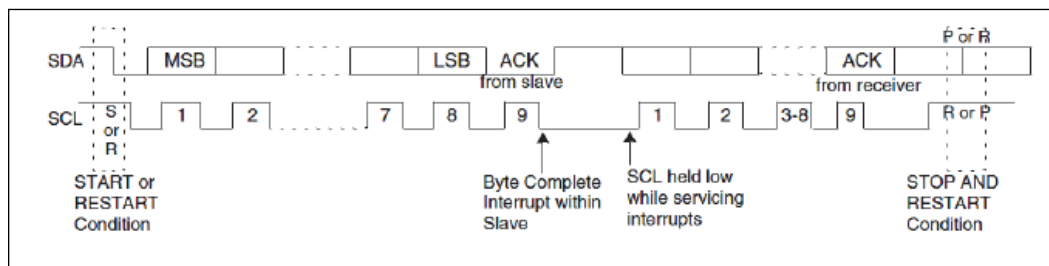 P or R
SDA MSB LSB ACK ACK
from slave from receiver
SCL S or R 1 2 7 8 9 1 2 3-8 9 R or P
START or
RESTART
Condition
Byte Complete
Interrupt within
Slave
SCL held low
while servicing
interrupts
STOP AND
RESTART
Condition